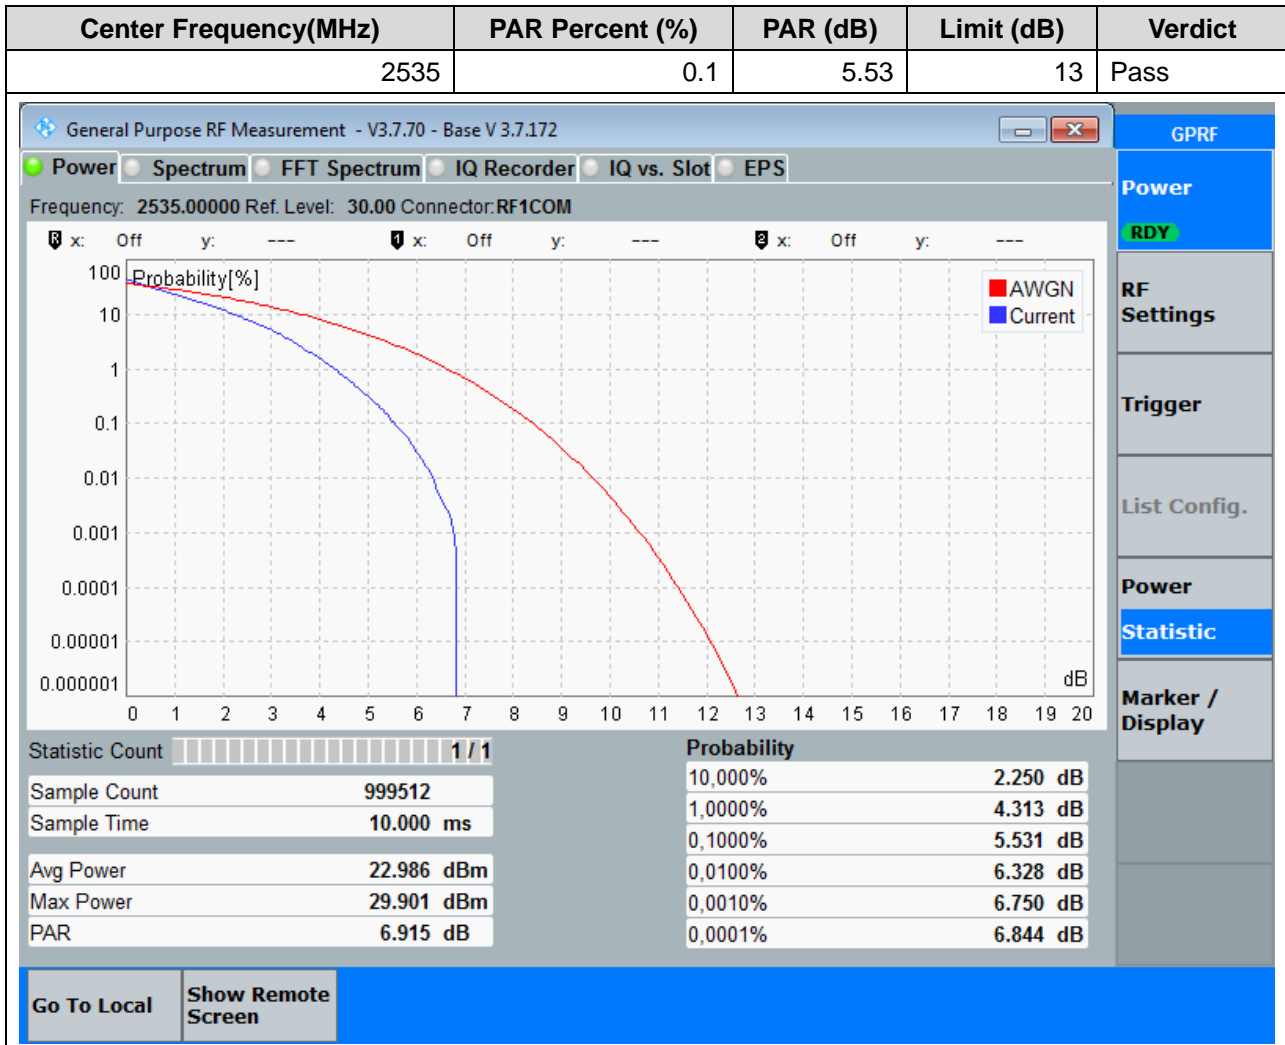 Center Frequency(MHz) PAR Percent (%) PAR (dB) Limit (dB) Verdict
2535 0.1 5.53 13 Pass
General Purpose RF Measurement - V3.7.70 - Base V 3.7.172
GPRF
Power Spectrum FFT Spectrum IQ Recorder IQ vs. Slot EPS
Frequency: 2535.00000 Ref. Level: 30.00 Connector:RF1COM
R x: Off y: --- 1 x: Off y: --- 2 x: Off y: ---
Probability[%]
AWGN
Current
100
10
1
0.1
0.01
0.001
0.0001
0.00001
0.000001
dB
0 1 2 3 4 5 6 7 8 9 10 11 12 13 14 15 16 17 18 19 20
Statistic Count 1 / 1
Sample Count 999512
Sample Time 10.000 ms
Avg Power 22.986 dBm
Max Power 29.901 dBm
PAR 6.915 dB
Probability
10,000% 2.250 dB
1,0000% 4.313 dB
0,1000% 5.531 dB
0,0100% 6.328 dB
0,0010% 6.750 dB
0,0001% 6.844 dB
Power
RDY
RF
Settings
Trigger
List Config.
Power
Statistic
Marker /
Display
Go To Local
Show Remote
Screen